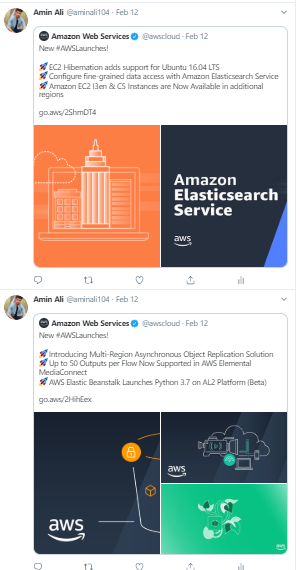 Amin Ali @aminali104 · Feb 12
Amazon Web Services @awscloud · Feb 12
New #AWSLaunches!
🚀 EC2 Hibernation adds support for Ubuntu 16.04 LTS
🚀 Configure fine-grained data access with Amazon Elasticsearch Service
🚀 Amazon EC2 I3en & C5 Instances are Now Available in additional
regions
go.aws/2ShmDT4
Amazon
Elasticsearch
Service
aws
Amin Ali @aminali104 · Feb 12
Amazon Web Services @awscloud · Feb 12
New #AWSLaunches!
🚀 Introducing Multi-Region Asynchronous Object Replication Solution
🚀 Up to 50 Outputs per Flow Now Supported in AWS Elemental
MediaConnect
🚀 AWS Elastic Beanstalk Launches Python 3.7 on AL2 Platform (Beta)
go.aws/2HihEex
aws
aws
aws